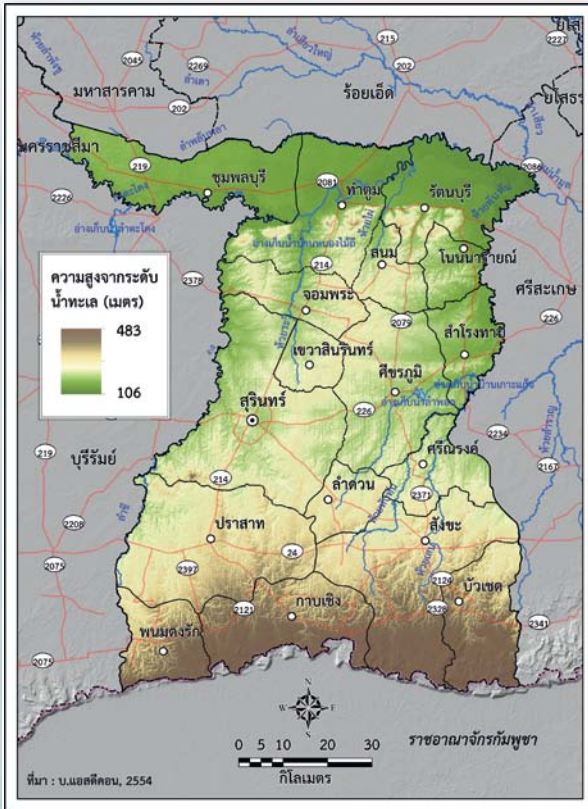 2045
2269
215
202
2227
มหาสารคาม
ร้อยเอ็ด
202
นครราชสีมา
219
2226
ชุมพลบุรี
2081
ท่าตูม
รัตนบุรี
2086
สนม
โนนนารายณ์
ศรีสะเกษ
ความสูงจากระดับ
น้ำทะเล (เมตร)
483
106
2378
214
จอมพระ
2079
สำโรงทาบ
226
เขวาสินรินทร์
ศีขรภูมิ
226
สุรินทร์
219
บุรีรัมย์
ศรีณรงค์
2234
2167
214
ลำดวน
2371
2208
ปราสาท
24
สังขะ
2075
2397
2124
บัวเชด
2121
กาบเชิง
2328
2341
พนมดงรัก
2075
N
W
S
ราชอาณาจักรกัมพูชา
0 5 10 20 30
กิโลเมตร
ที่มา : บ.แอสดีคอน, 2554